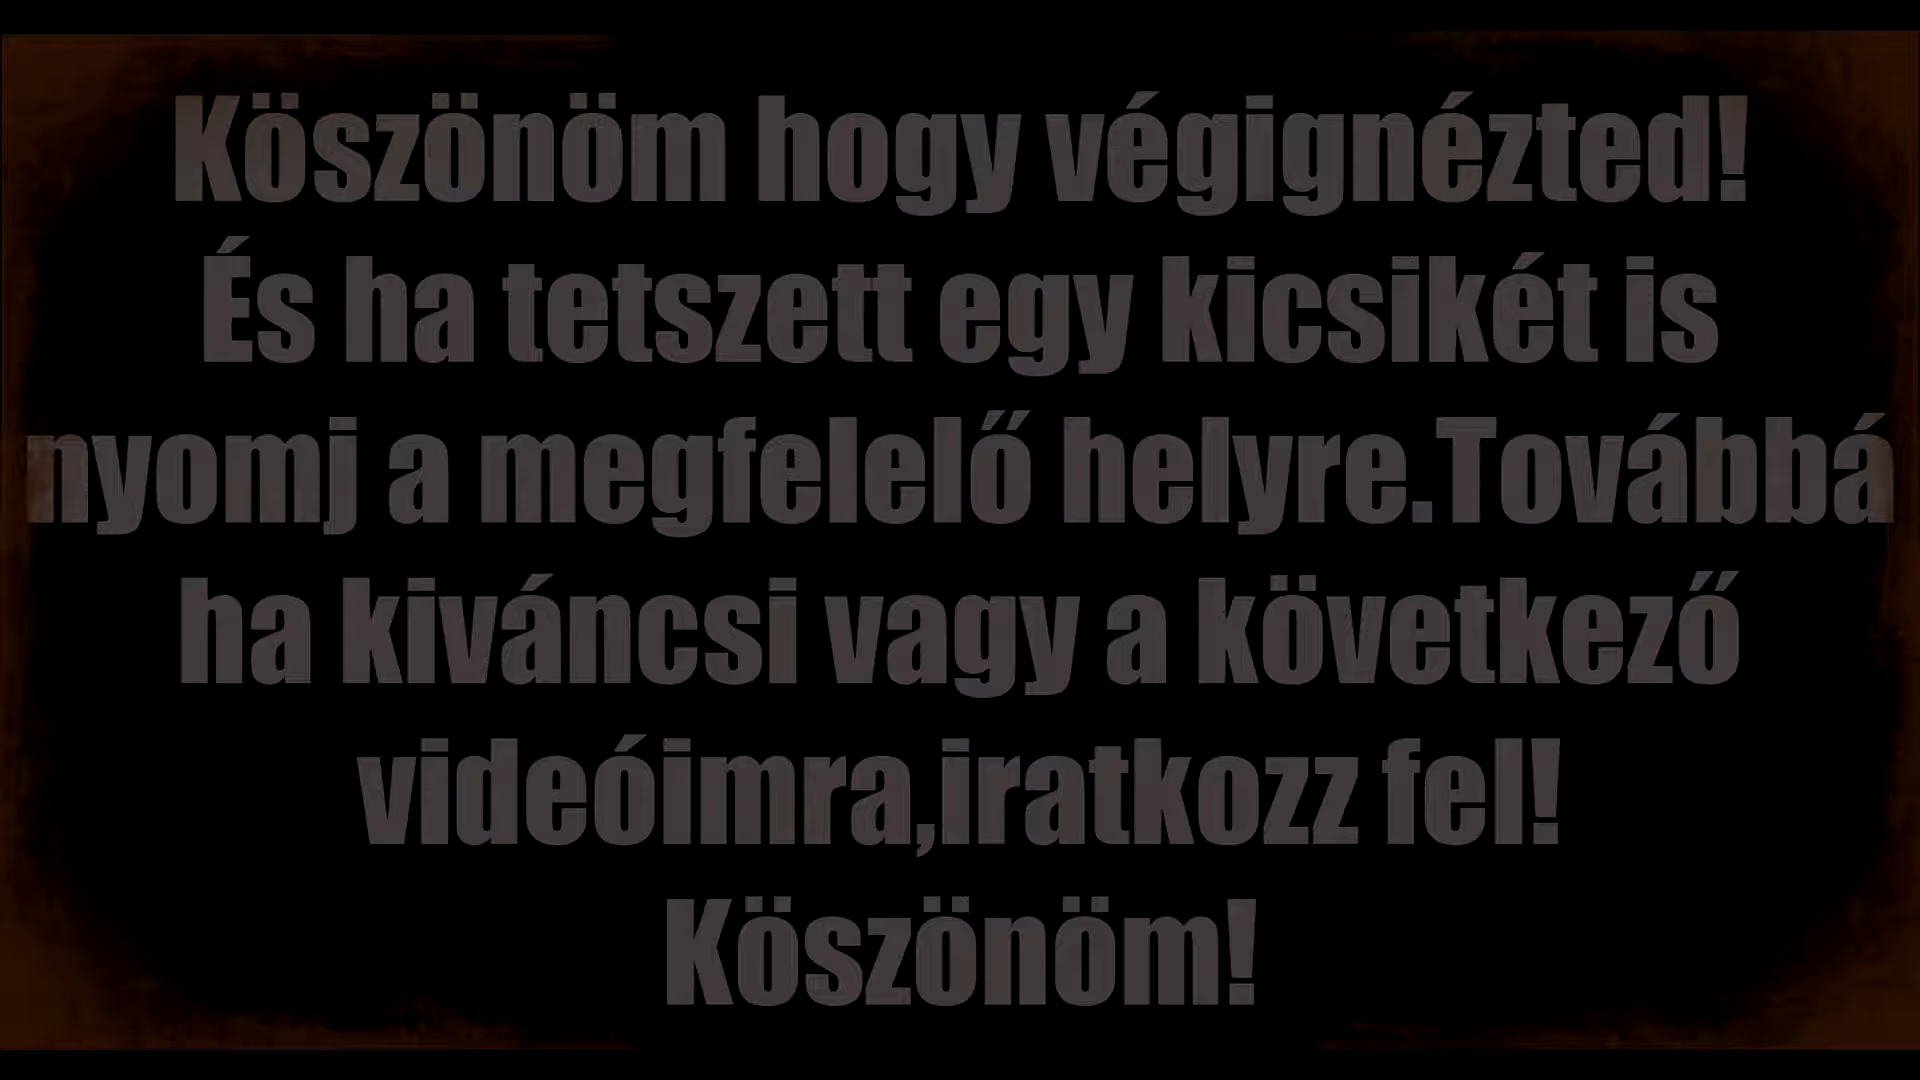 Köszönöm hogy végignézted!
És ha tetszett egy kicsikét is
nyomj a megfelelő helyre.Továbbá
ha kiváncsi vagy a következő
videóimra,iratkozz fel!
Köszönöm!